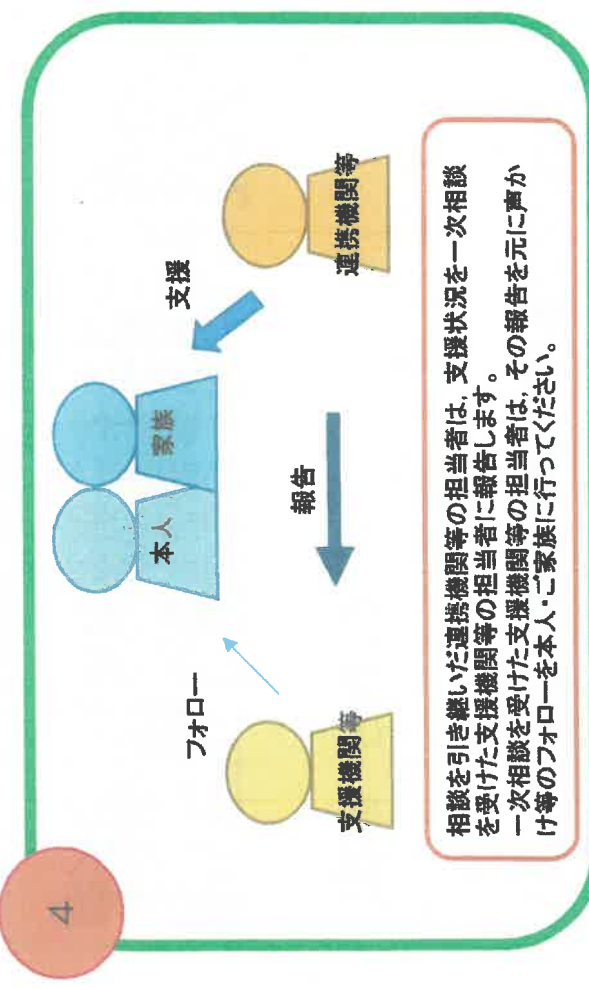 4
支援
本人
家族
フォロー
報告
支援機関等
連携機関等
相談を引き継いだ連携機関等の担当者は，支援状況を一次相談
を受けた支援機関等の担当者に報告します。
一次相談を受けた支援機関等の担当者は，その報告を元に声か
け等のフォローを本人・ご家族に行ってください。